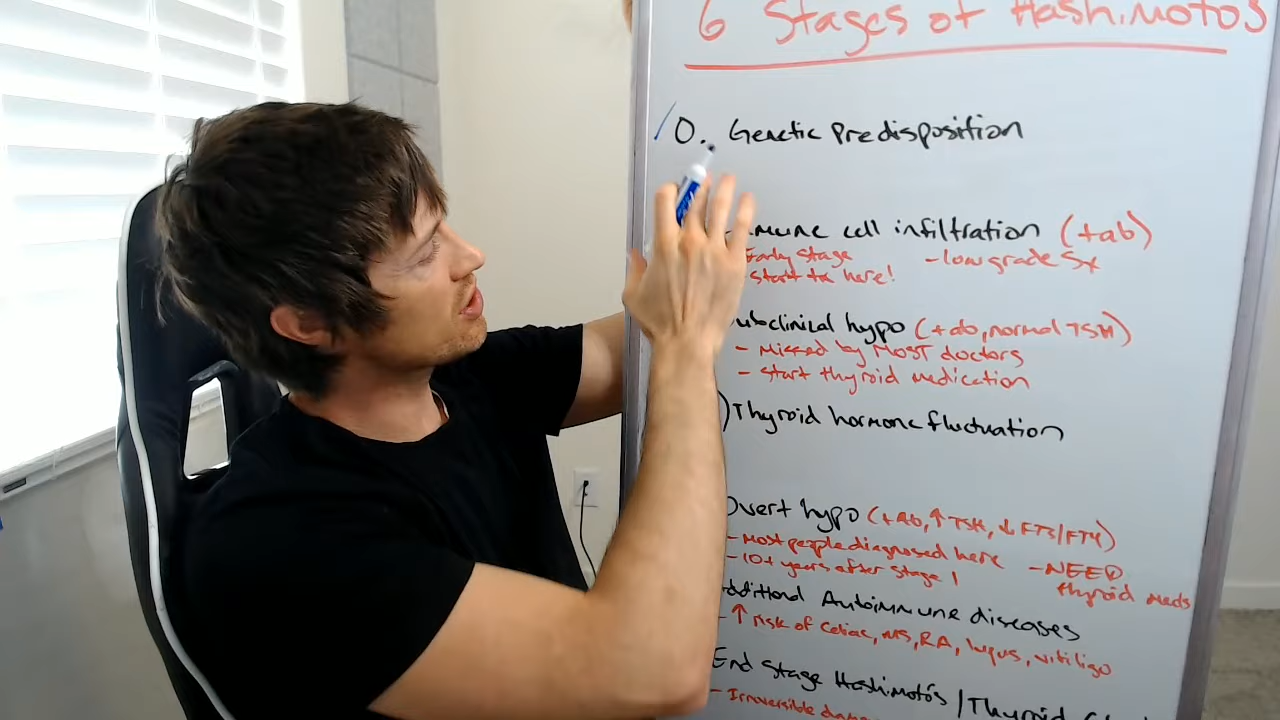 6 Stages of Hashimotos
0. Genetic Predisposition
mmune cell infiltration (+ab)
Early stage - low grade Sx
- start tx here!
ubclinical hypo (+ab, normal TSH)
- Missed by MOST doctors
- start thyroid medication
) Thyroid hormone fluctuation
Overt hypo (+Ab, ↑TSH, ↓FT3/FT4)
- Most people diagnosed here - NEED
- 10+ years after stage 1 thyroid meds
dditional Autoimmune diseases
- ↑ risk of Celiac, MS, RA, lupus, vitiligo
End stage Hashimoto's / Thyroid
- Irreversible